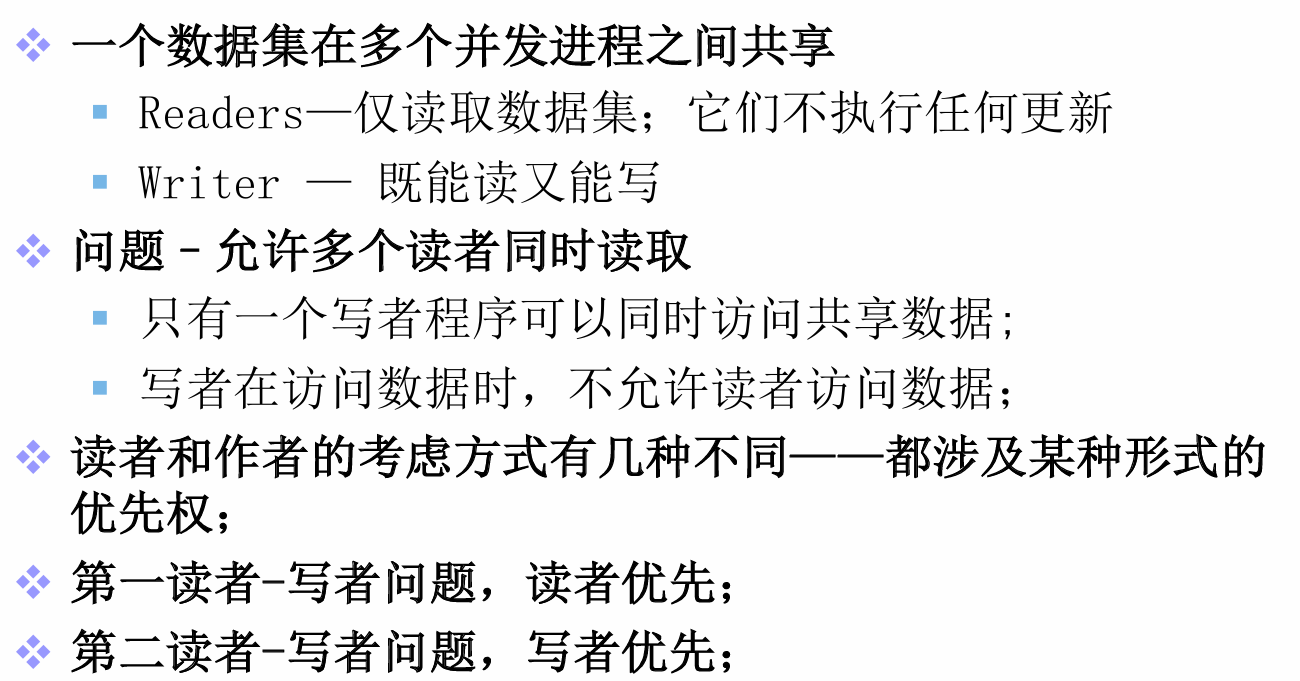 一个数据集在多个并发进程之间共享
Readers—仅读取数据集；它们不执行任何更新
Writer — 既能读又能写
问题 – 允许多个读者同时读取
只有一个写者程序可以同时访问共享数据;
写者在访问数据时，不允许读者访问数据；
读者和作者的考虑方式有几种不同——都涉及某种形式的
优先权；
第一读者-写者问题，读者优先；
第二读者-写者问题，写者优先；